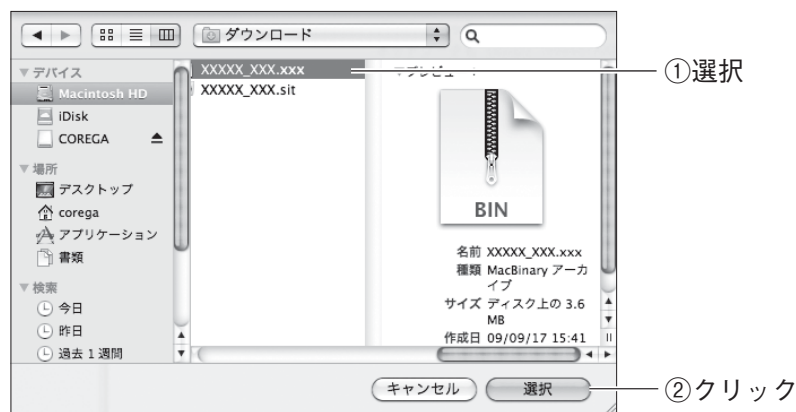 ダウンロード
▼デバイス
Macintosh HD
iDisk
COREGA
▼場所
デスクトップ
corega
アプリケーション
書類
▼検索
今日
昨日
過去 1 週間
XXXXX_XXX.xxx
XXXXX_XXX.sit
▼プレビュー:
BIN
名前 XXXXX_XXX.xxx
種類 MacBinary アーカ
イブ
サイズ ディスク上の 3.6
MB
作成日 09/09/17 15:41
キャンセル
選択
①選択
②クリック